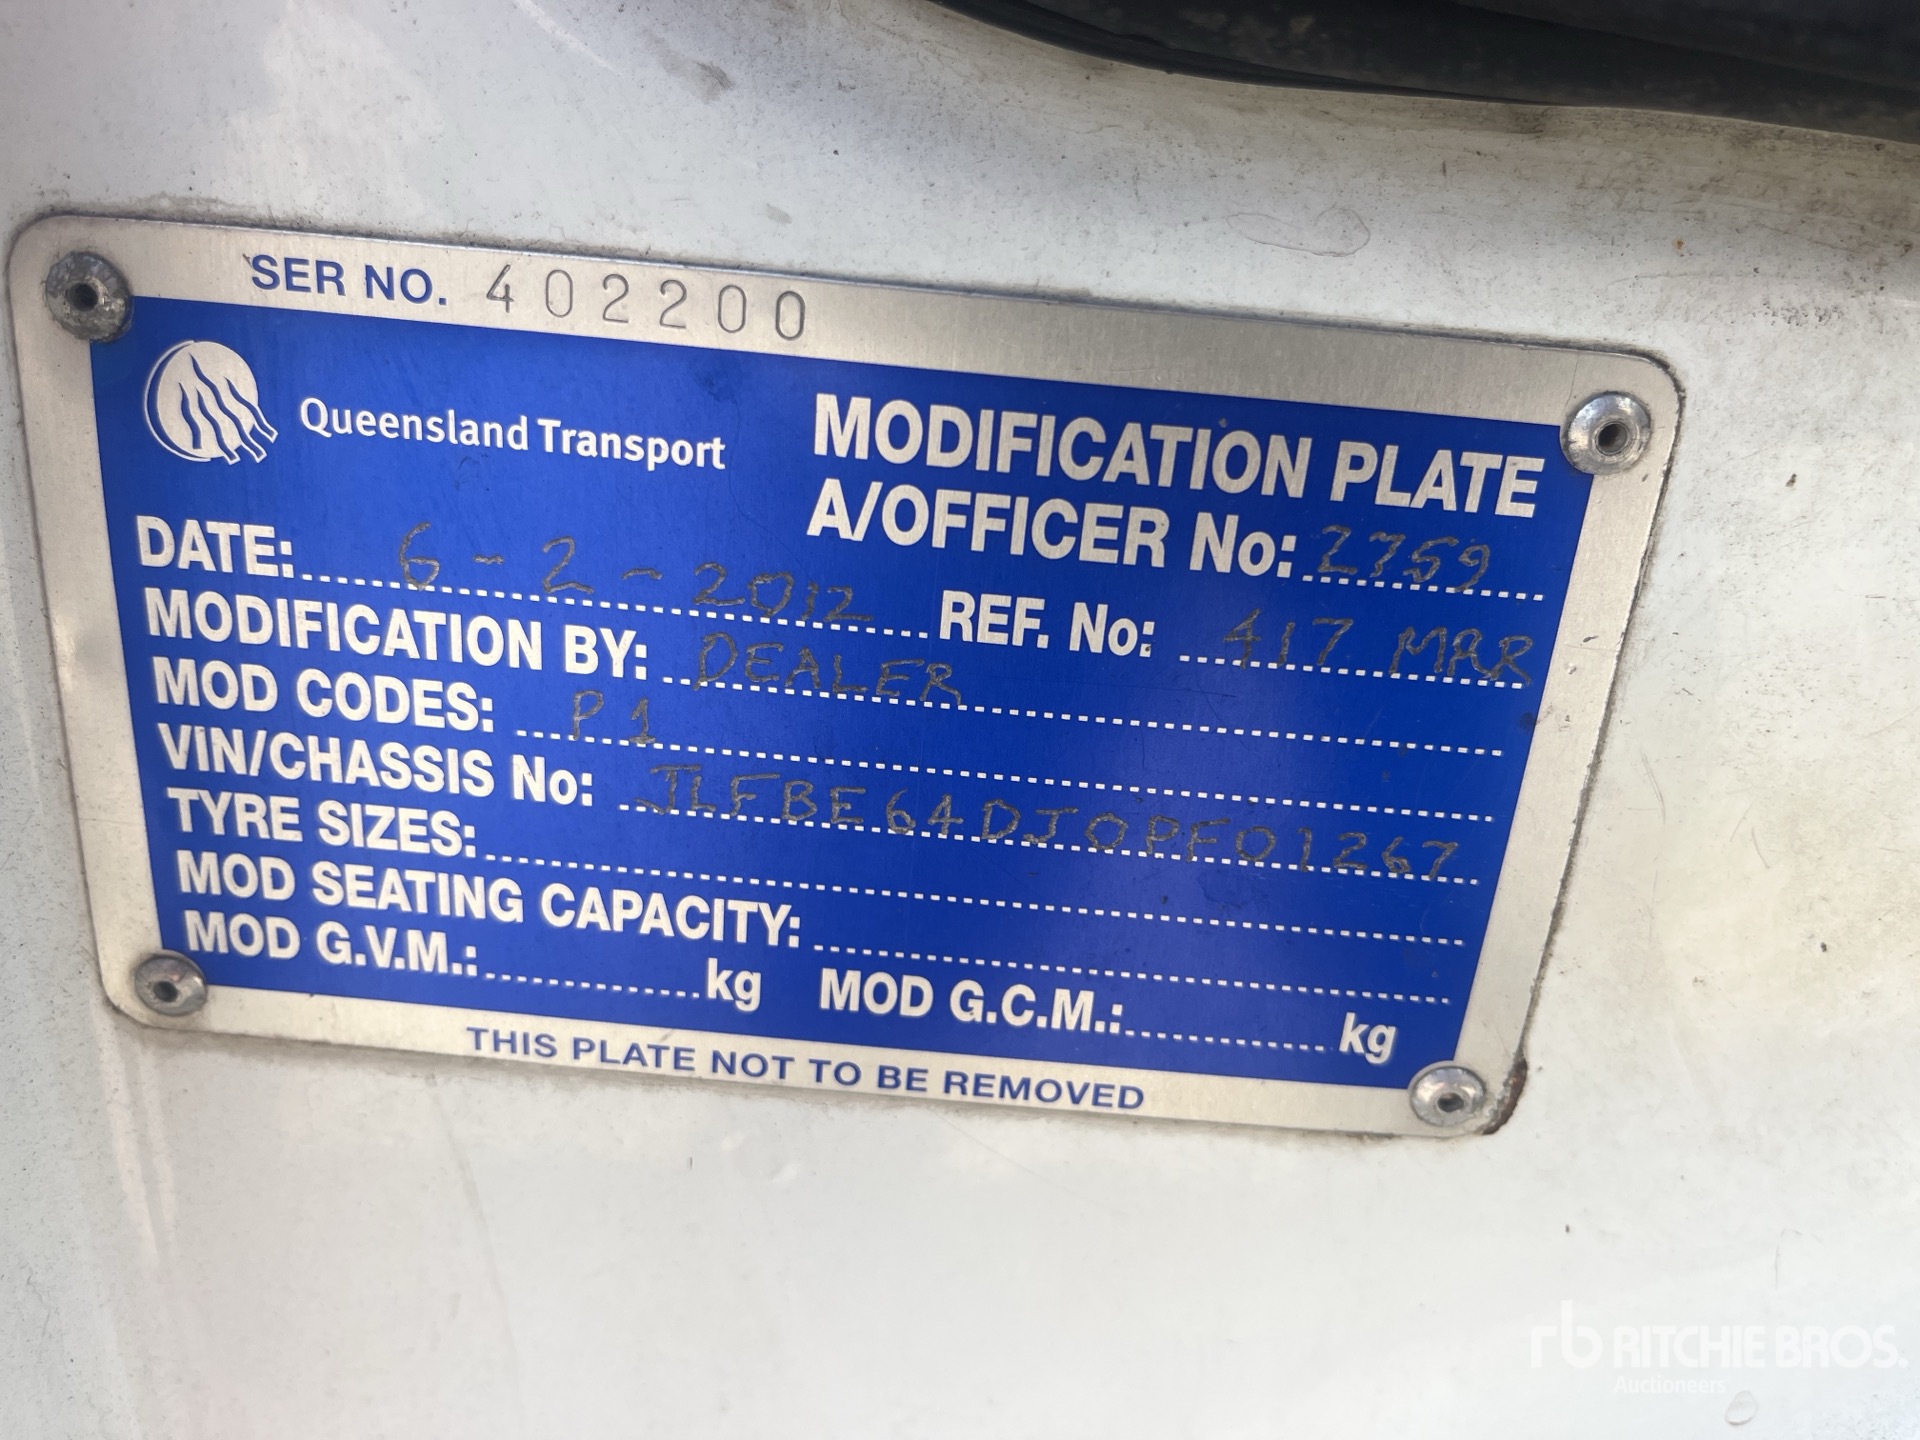 SER NO. 402200
Queensland Transport
MODIFICATION PLATE
A/OFFICER No: 2759
DATE: 6-2-2012 REF. No: 417 MRR
MODIFICATION BY: DEALER
MOD CODES: P1
VIN/CHASSIS No: JLFBE64DJ0PF01267
TYRE SIZES:
MOD SEATING CAPACITY:
MOD G.V.M.: kg MOD G.C.M.: kg
THIS PLATE NOT TO BE REMOVED
rb RITCHIE BROS.
Auctioneers